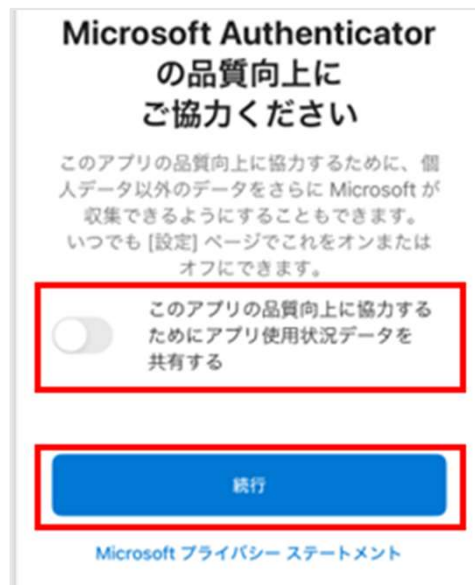 Microsoft Authenticator
の品質向上に
ご協力ください
このアプリの品質向上に協力するために、個
人データ以外のデータをさらに Microsoft が
収集できるようにすることもできます。
いつでも [設定] ページでこれをオンまたは
オフにできます。
このアプリの品質向上に協力する
ためにアプリ使用状況データを
共有する
続行
Microsoft プライバシー ステートメント